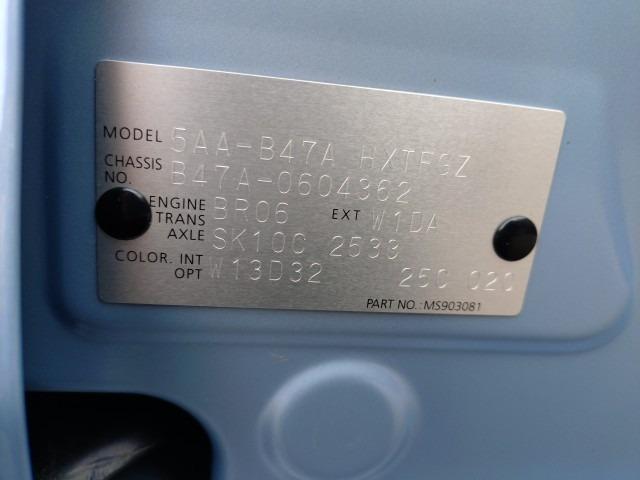 MODEL 5AA-B47A HXTF9Z
CHASSIS NO. B47A-0604362
ENGINE BR06 EXT W1DA
TRANS AXLE SK10C 2533
COLOR. INT OPT W13D32 25C 020
PART NO.:MS903081